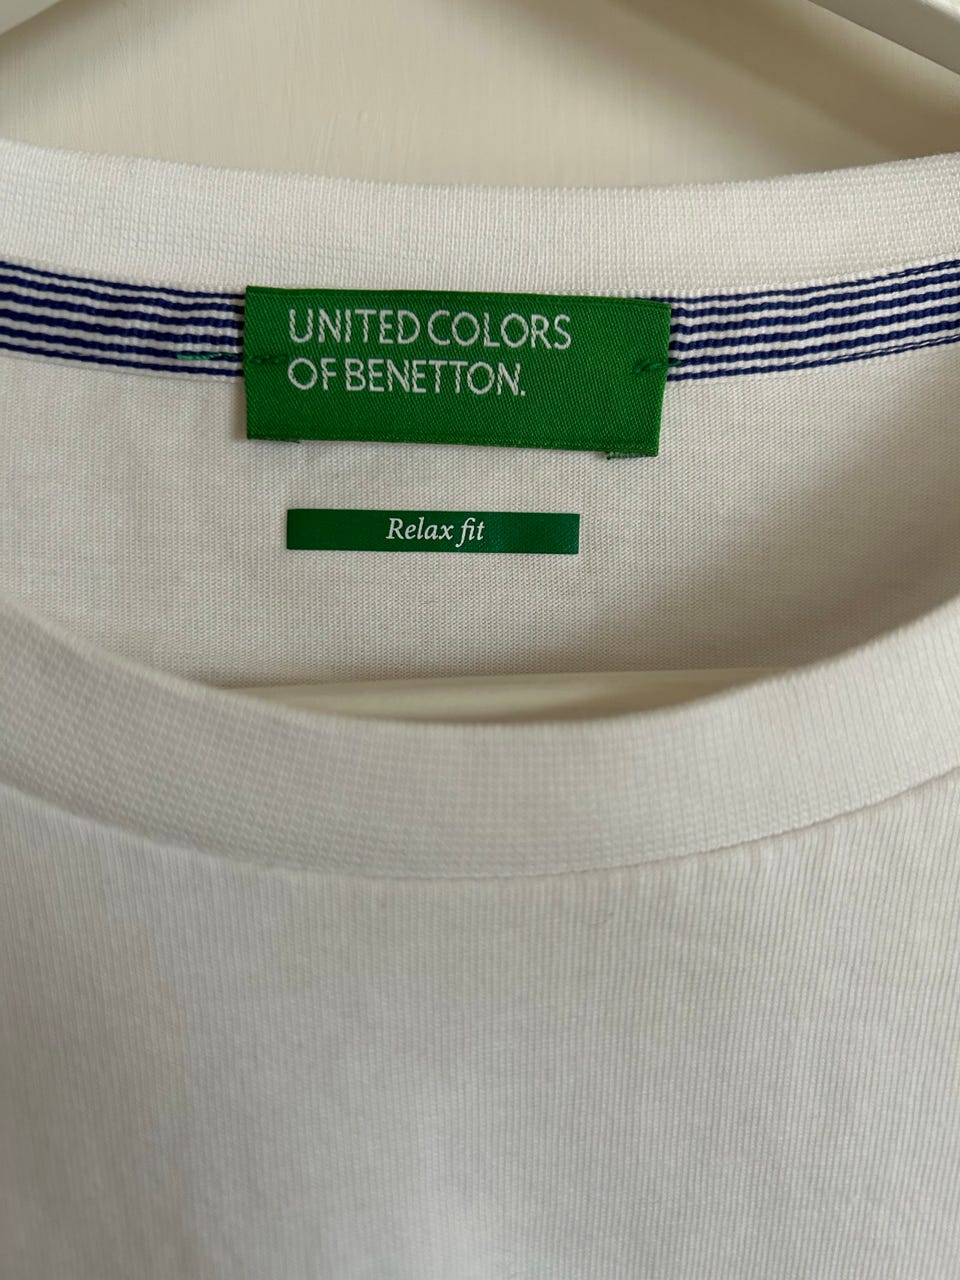 UNITED COLORS
OF BENETTON.
Relax fit